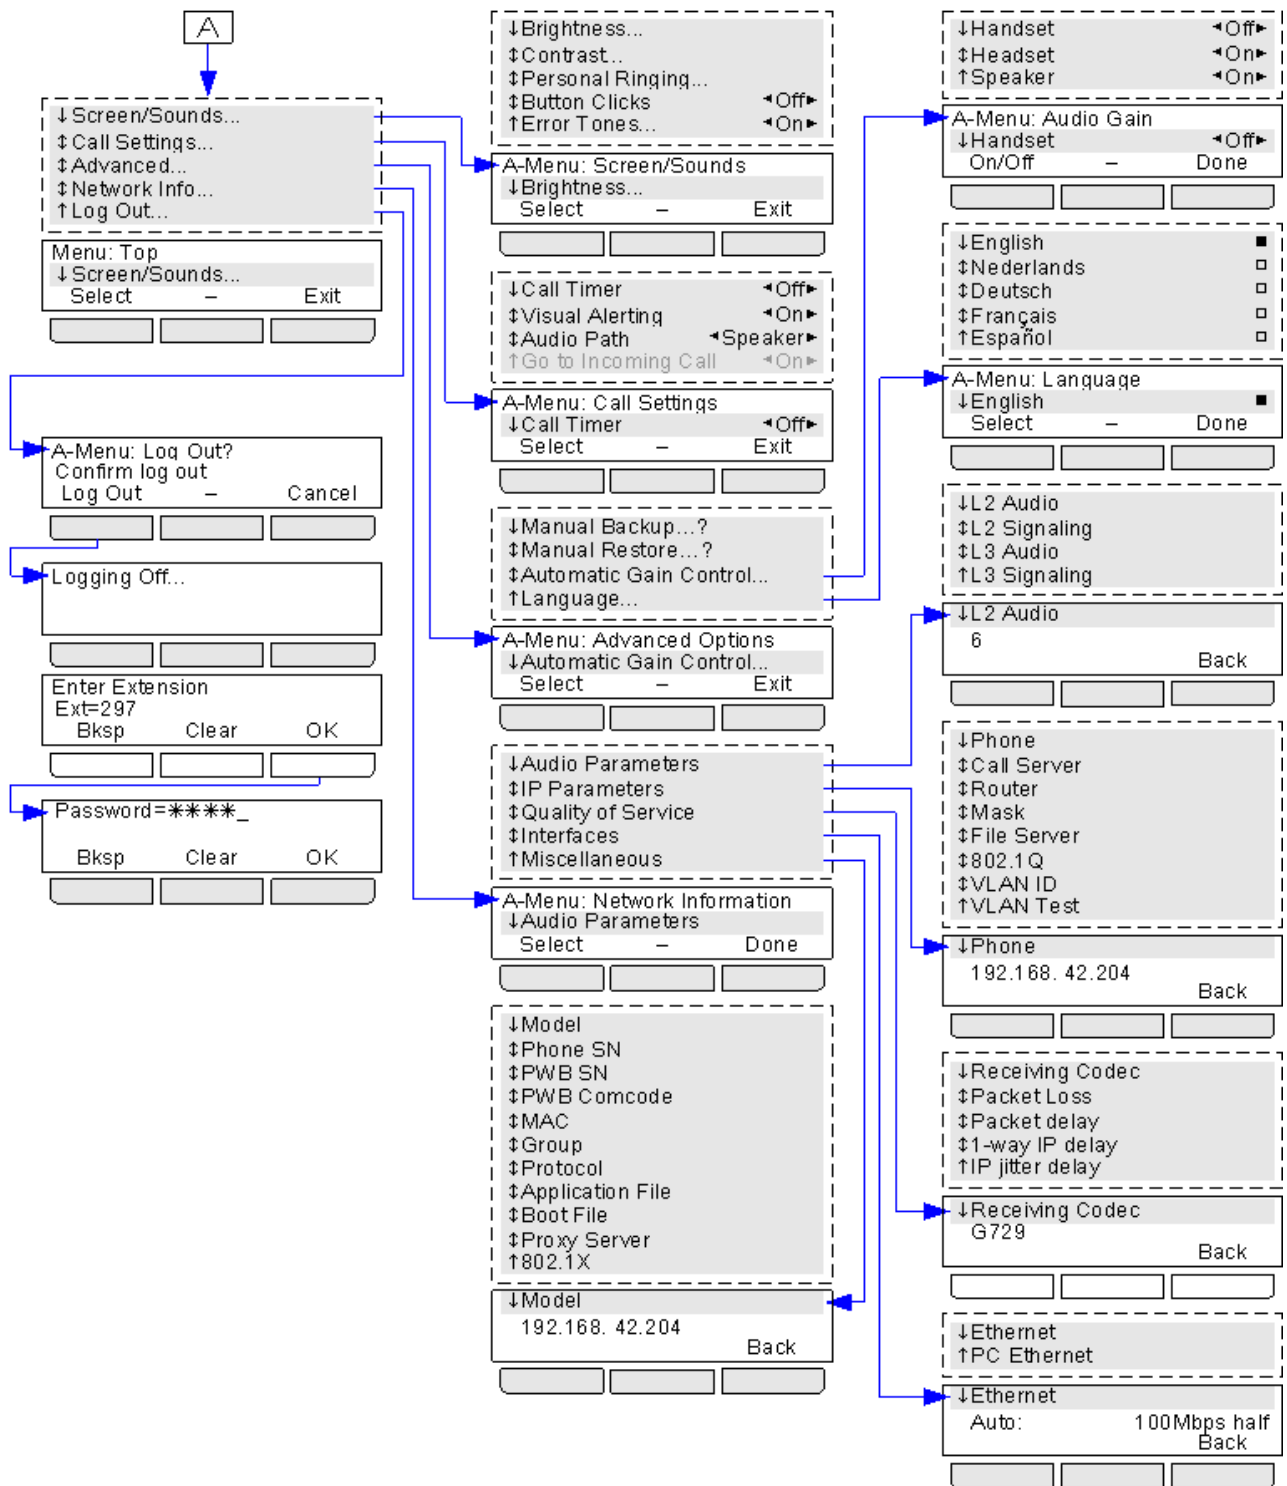 A
↓Screen/Sounds...
↕Call Settings...
↕Advanced...
↕Network Info...
↑Log Out...
Menu: Top
↓Screen/Sounds...
Select – Exit
A-Menu: Log Out?
Confirm log out
Log Out – Cancel
Logging Off...
Enter Extension
Ext=297
Bksp Clear OK
Password=****_
Bksp Clear OK
↓Brightness...
↕Contrast...
↕Personal Ringing...
↕Button Clicks ◄Off►
↑Error Tones... ◄On►
A-Menu: Screen/Sounds
↓Brightness...
Select – Exit
↓Call Timer ◄Off►
↕Visual Alerting ◄On►
↕Audio Path ◄Speaker►
↑Go to Incoming Call ◄On►
A-Menu: Call Settings
↓Call Timer ◄Off►
Select – Exit
↓Manual Backup...?
↕Manual Restore...?
↕Automatic Gain Control...
↑Language...
A-Menu: Advanced Options
↓Automatic Gain Control...
Select – Exit
↓Audio Parameters
↕IP Parameters
↕Quality of Service
↕Interfaces
↑Miscellaneous
A-Menu: Network Information
↓Audio Parameters
Select – Done
↓Model
↕Phone SN
↕PWB SN
↕PWB Comcode
↕MAC
↕Group
↕Protocol
↕Application File
↕Boot File
↕Proxy Server
↑802.1X
↓Model
192.168. 42.204
Back
↓Handset ◄Off►
↕Headset ◄On►
↑Speaker ◄On►
A-Menu: Audio Gain
↓Handset ◄Off►
On/Off – Done
↓English ■
↕Nederlands □
↕Deutsch □
↕Français □
↑Español □
A-Menu: Language
↓English ■
Select – Done
↓L2 Audio
↕L2 Signaling
↕L3 Audio
↑L3 Signaling
↓L2 Audio
6
Back
↓Phone
↕Call Server
↕Router
↕Mask
↕File Server
↕802.1Q
↕VLAN ID
↑VLAN Test
↓Phone
192.168. 42.204
Back
↓Receiving Codec
↕Packet Loss
↕Packet delay
↕1-way IP delay
↑IP jitter delay
↓Receiving Codec
G729
Back
↓Ethernet
↑PC Ethernet
↓Ethernet
Auto: 100Mbps half
Back